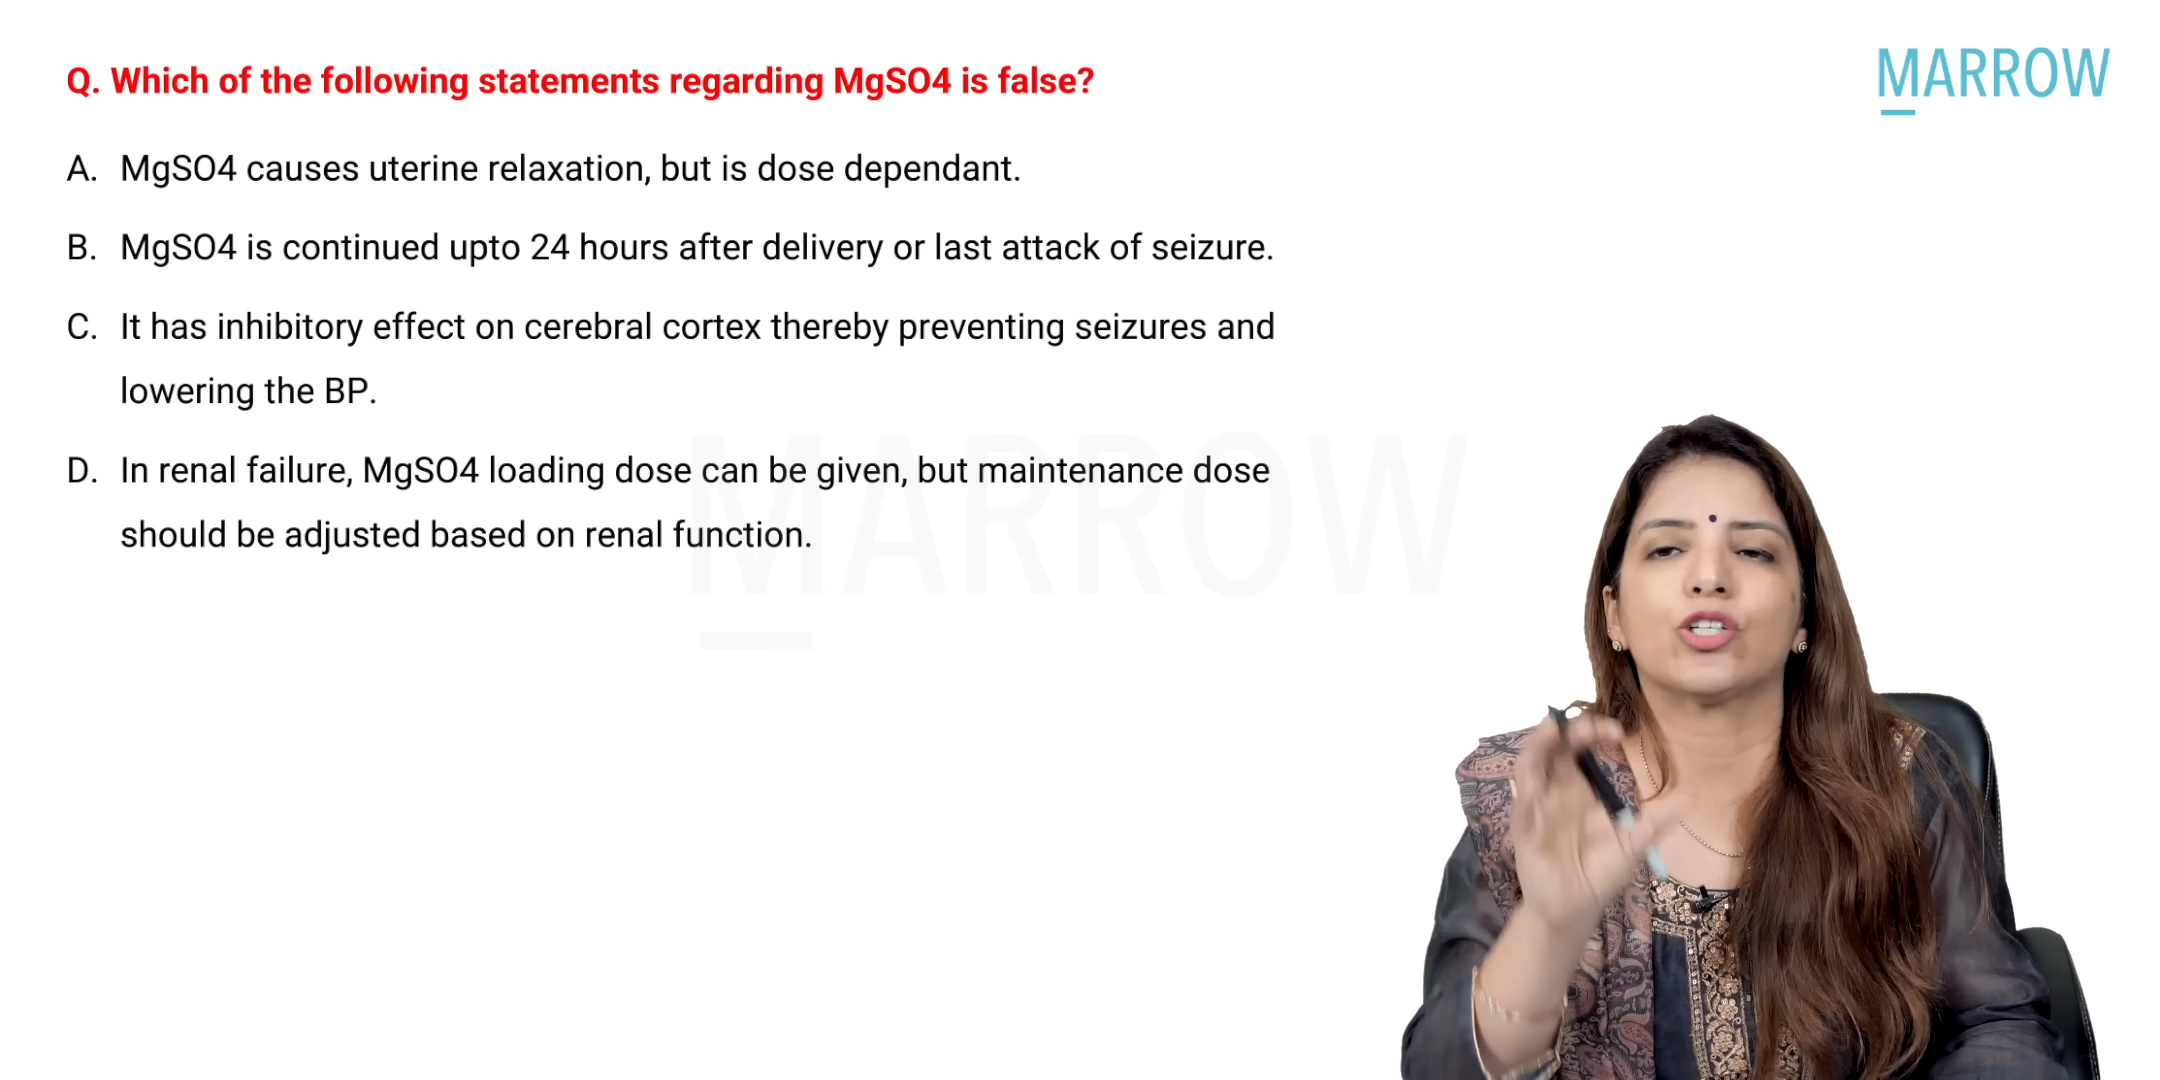 Q. Which of the following statements regarding MgSO4 is false?
MARROW
A. MgSO4 causes uterine relaxation, but is dose dependant.
B. MgSO4 is continued upto 24 hours after delivery or last attack of seizure.
C. It has inhibitory effect on cerebral cortex thereby preventing seizures and
lowering the BP.
D. In renal failure, MgSO4 loading dose can be given, but maintenance dose
should be adjusted based on renal function.
MARROW